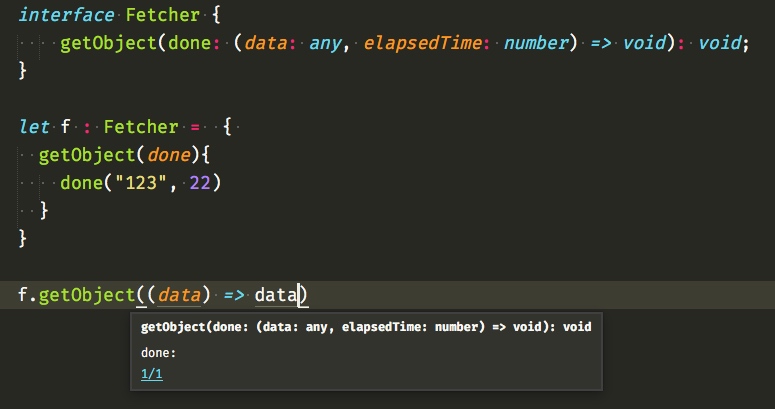 interface Fetcher {
getObject(done: (data: any, elapsedTime: number) => void): void;
}
let f : Fetcher = {
getObject(done){
done("123", 22)
}
}
f.getObject((data) => data)
getObject(done: (data: any, elapsedTime: number) => void): void
done:
1/1